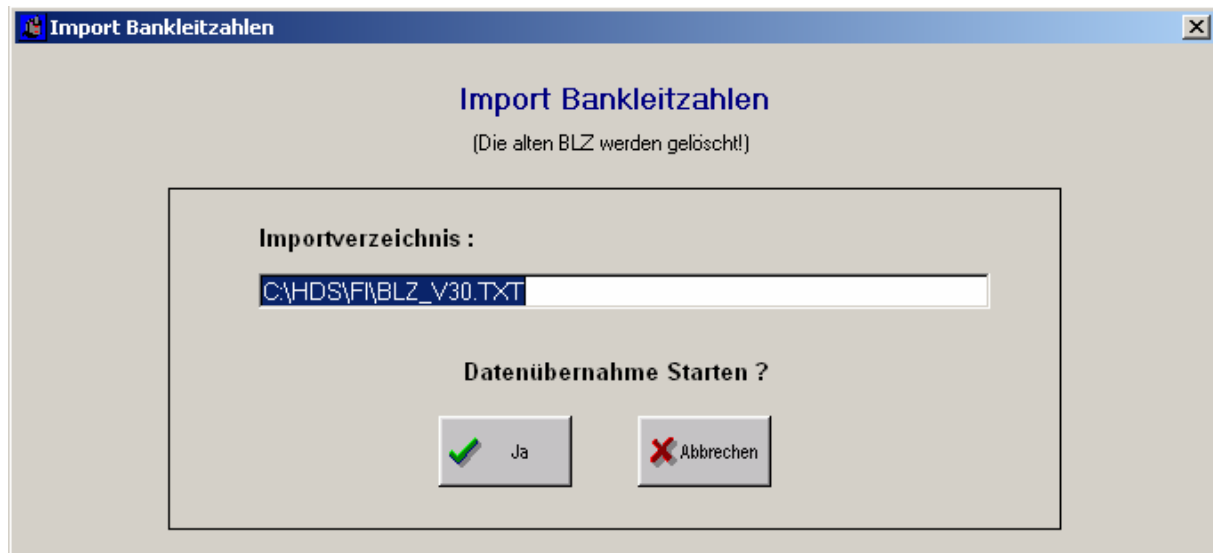 Import Bankleitzahlen
Import Bankleitzahlen
(Die alten BLZ werden gelöscht!)
Importverzeichnis :
C:\HDS\FI\BLZ_V30.TXT
Datenübernahme Starten ?
Ja
Abbrechen